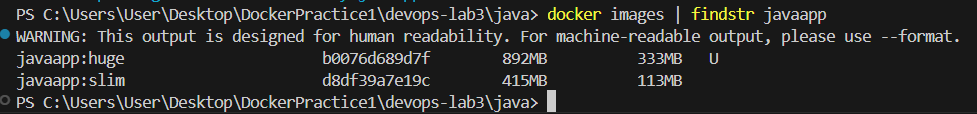 PS C:\Users\User\Desktop\DockerPractice1\devops-lab3\java> docker images | findstr javaapp
WARNING: This output is designed for human readability. For machine-readable output, please use --format.
javaapp:huge b0076d689d7f 892MB 333MB U
javaapp:slim d8df39a7e19c 415MB 113MB
PS C:\Users\User\Desktop\DockerPractice1\devops-lab3\java>